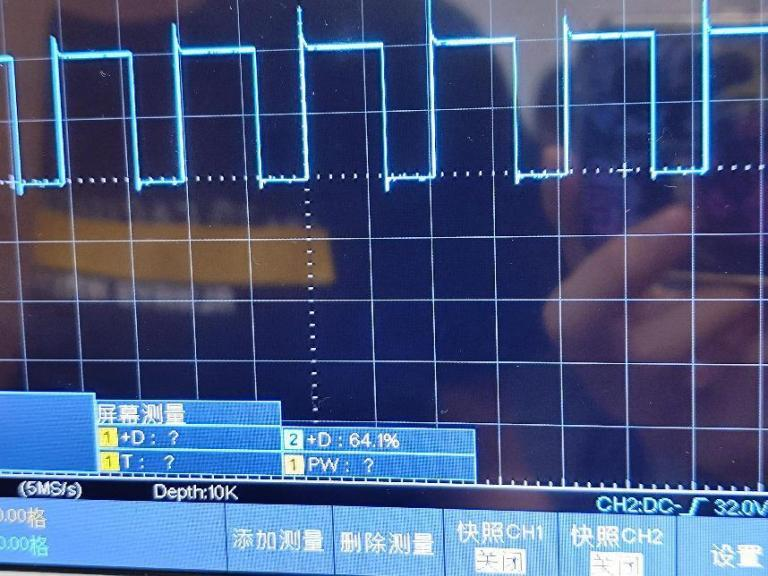 屏幕测量
1 +D： ？
2 +D：64.1%
1 T： ？
1 PW： ？
(5MS/s)
Depth:10K
CH2:DC-
32.0V
0.00格
0.00格
添加测量
删除测量
快照CH1
关闭
快照CH2
关闭
设置